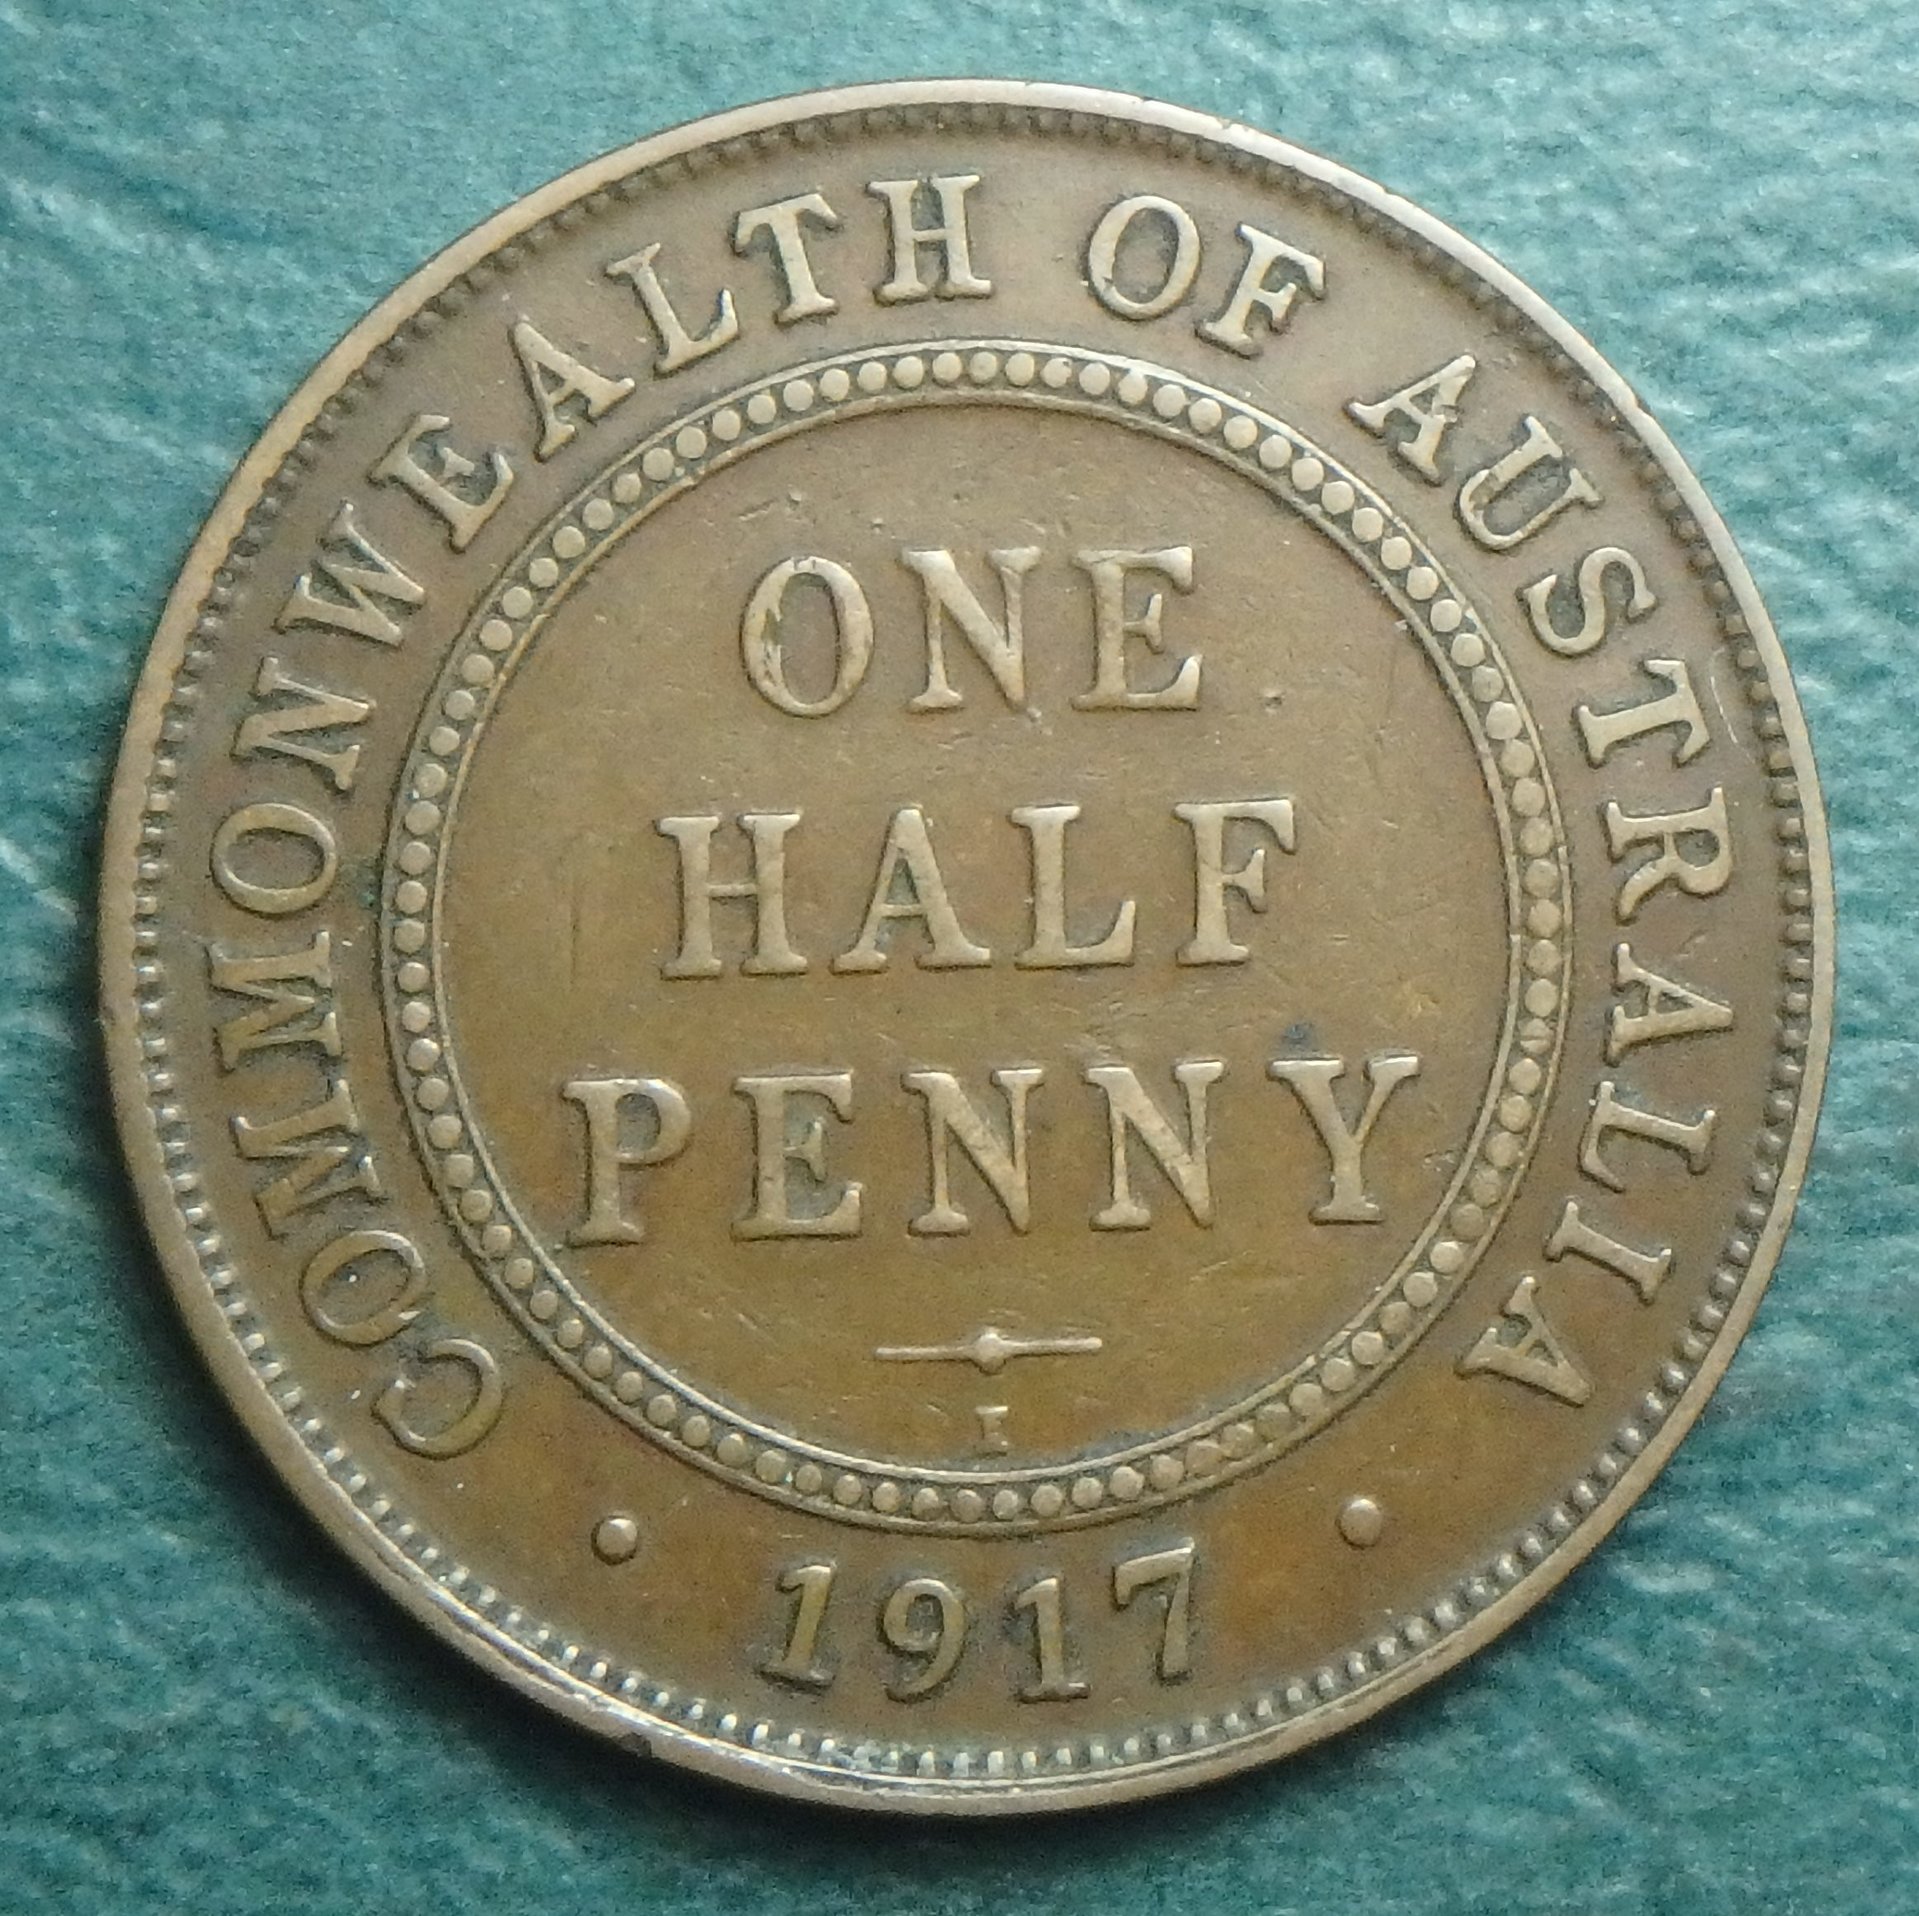 COMMONWEALTH OF AUSTRALIA
ONE
HALF
PENNY
I
· 1917 ·